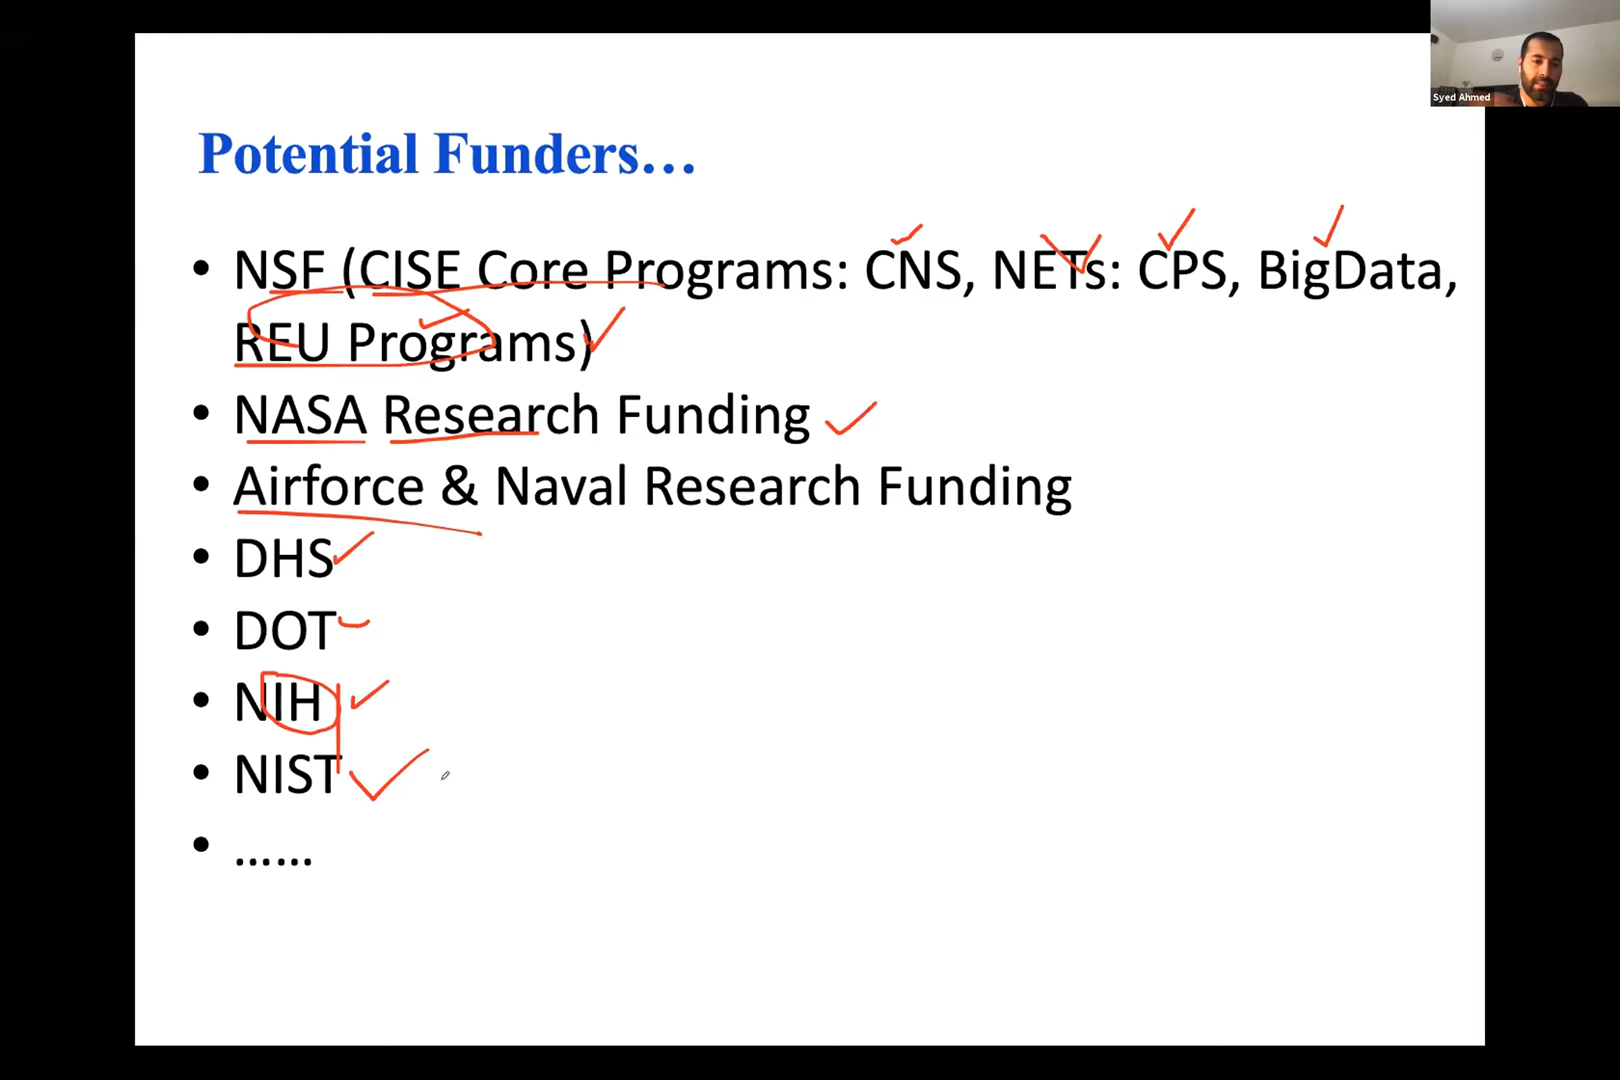 Syed Ahmed
Potential Funders...
• NSF (CISE Core Programs: CNS, NETs: CPS, BigData,
REU Programs)
• NASA Research Funding
• Airforce & Naval Research Funding
• DHS
• DOT
• NIH
• NIST
• ......